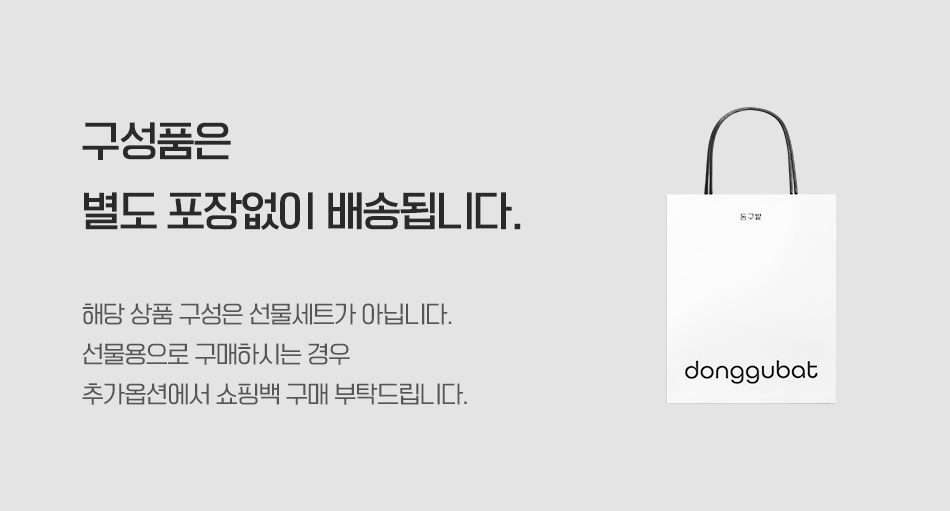 구성품은
별도 포장없이 배송됩니다.
해당 상품 구성은 선물세트가 아닙니다.
선물용으로 구매하시는 경우
추가옵션에서 쇼핑백 구매 부탁드립니다.
동구밭
donggubat